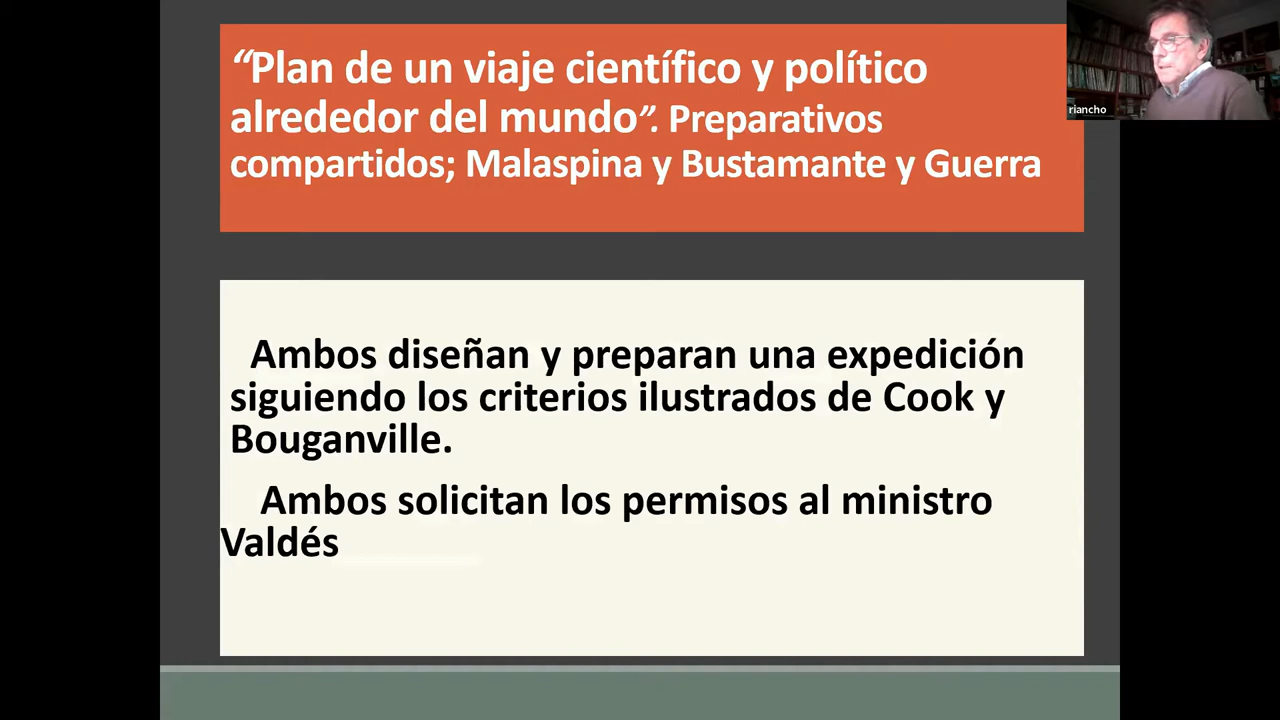 “Plan de un viaje científico y político
alrededor del mundo”. Preparativos
compartidos; Malaspina y Bustamante y Guerra
riancho
Ambos diseñan y preparan una expedición
siguiendo los criterios ilustrados de Cook y
Bouganville.
Ambos solicitan los permisos al ministro
Valdés